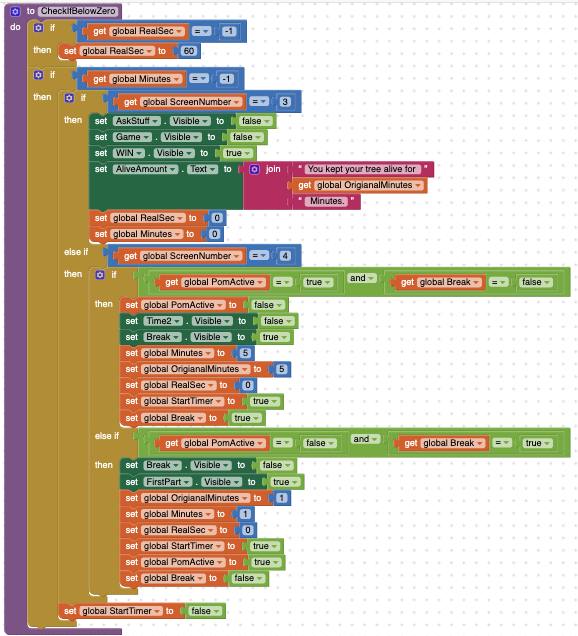 to CheckIfBelowZero
do if get global RealSec = -1
then set global RealSec to 60
if get global Minutes = -1
then if get global ScreenNumber = 3
then set AskStuff . Visible to false
set Game . Visible to false
set WIN . Visible to true
set AliveAmount . Text to join " You kept your tree alive for "
get global OrigianalMinutes
" Minutes. "
set global RealSec to 0
set global Minutes to 0
else if get global ScreenNumber = 4
then if get global PomActive = true and get global Break = false
then set global PomActive to false
set Time2 . Visible to false
set Break . Visible to true
set global Minutes to 5
set global OrigianalMinutes to 5
set global RealSec to 0
set global StartTimer to true
set global Break to true
else if get global PomActive = false and get global Break = true
then set Break . Visible to false
set FirstPart . Visible to true
set global OrigianalMinutes to 1
set global Minutes to 1
set global RealSec to 0
set global StartTimer to true
set global PomActive to true
set global Break to false
set global StartTimer to false